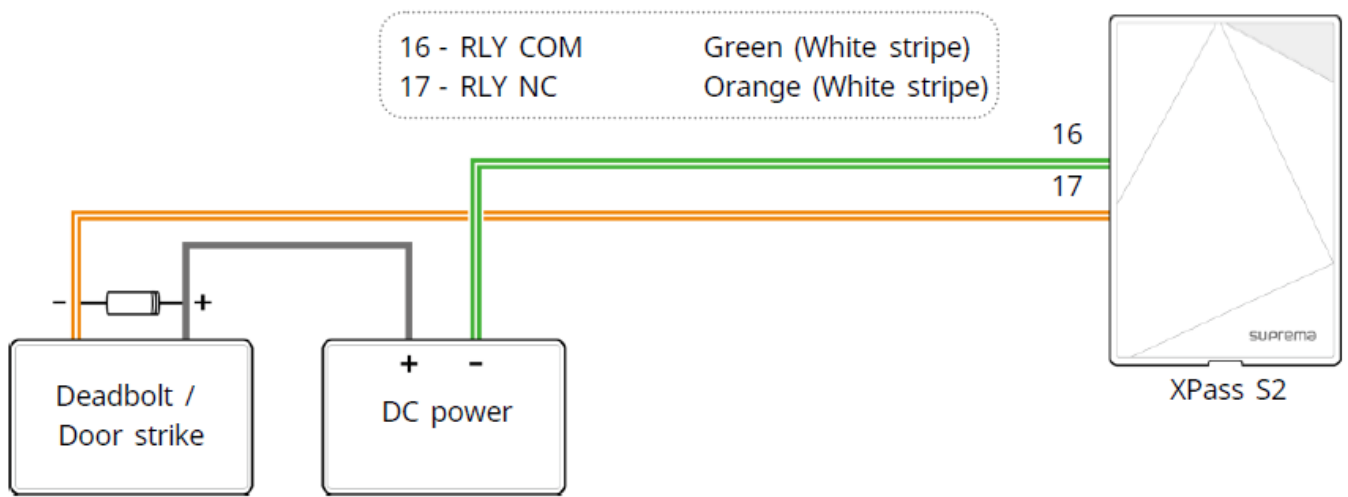 16 - RLY COM Green (White stripe)
17 - RLY NC Orange (White stripe)
16
17
- +
+ -
Deadbolt /
Door strike
DC power
suprema
XPass S2